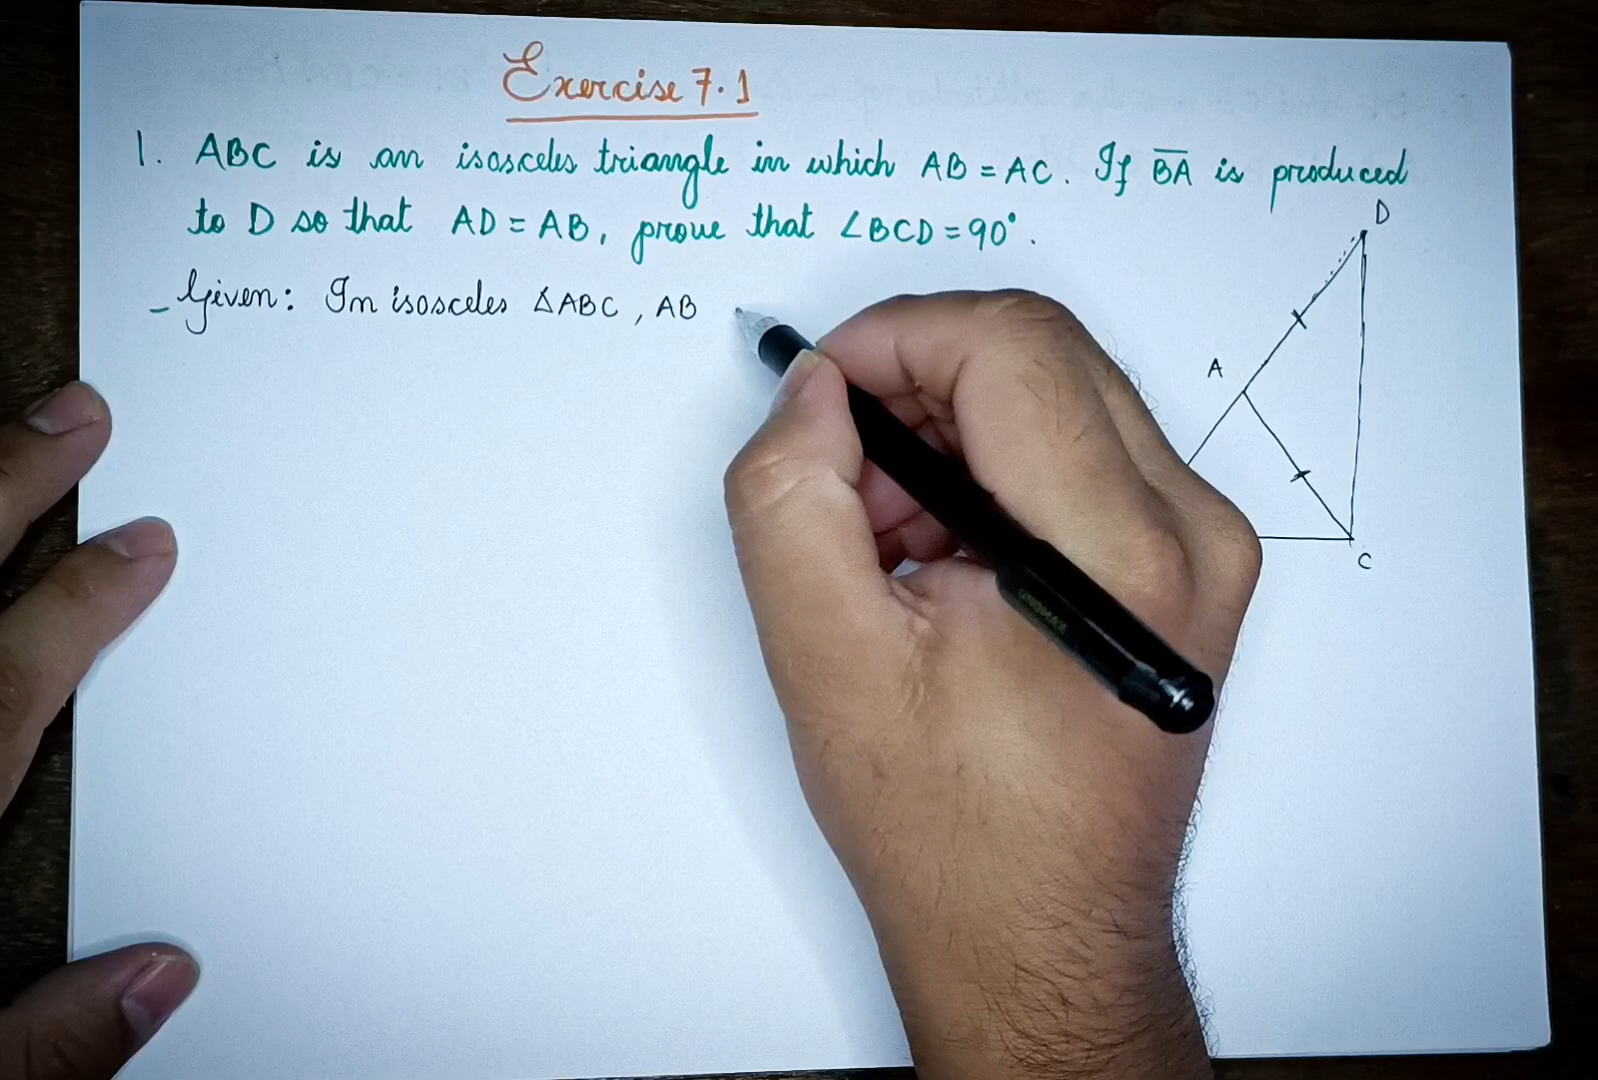 Exercise 7.1
1. ABC is an isosceles triangle in which AB = AC. If B̅A̅ is produced
to D so that AD = AB, prove that ∠BCD = 90°.
D
Given: In isosceles ΔABC, AB
A
C